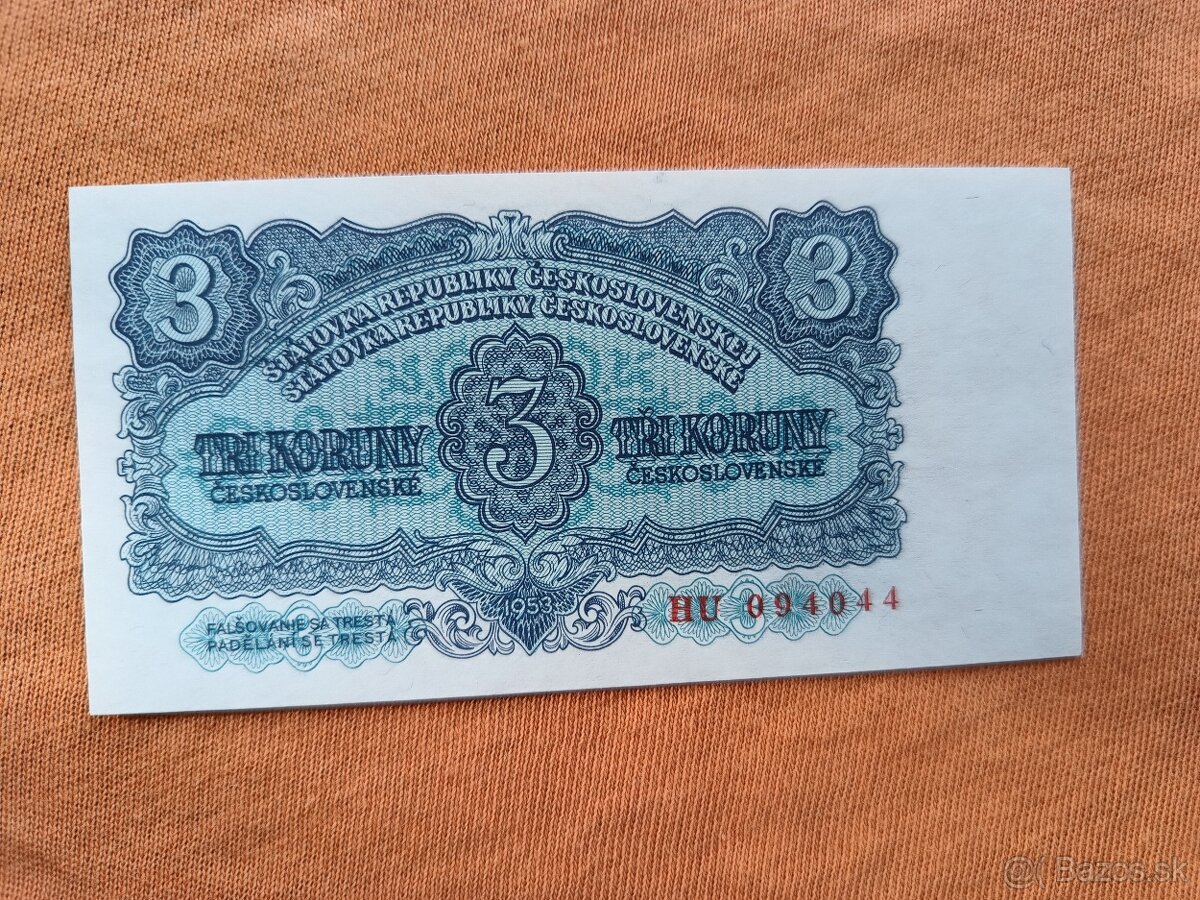 3
3
ŠTÁTOVKA REPUBLIKY ČESKOSLOVENSKEJ
STÁTOVKA REPUBLIKY ČESKOSLOVENSKÉ
3
TRI KORUNY
ČESKOSLOVENSKÉ
TŘI KORUNY
ČESKOSLOVENSKÉ
1953
FALŠOVANIE SA TRESTÁ
PADĚLÁNÍ SE TRESTÁ
HU 094044
@( Bazos.sk